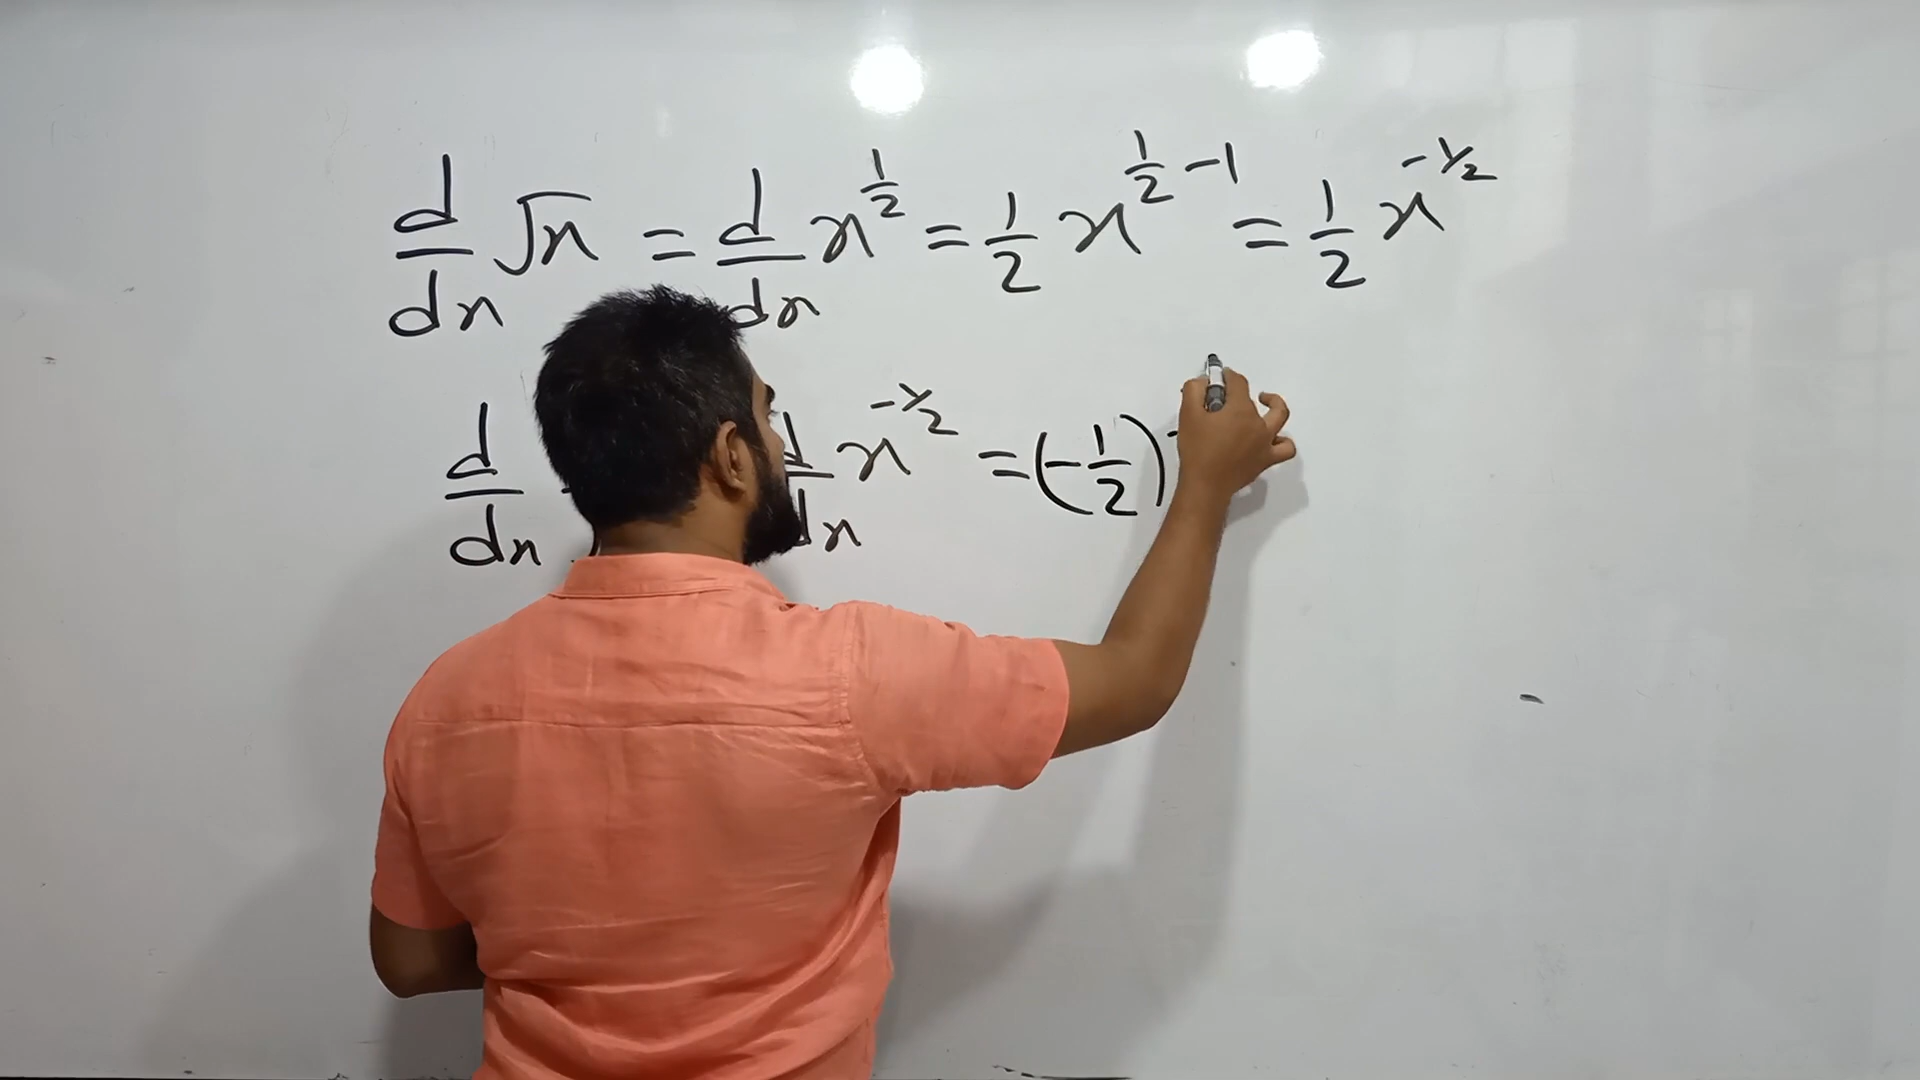 d/dx √x = d/dx x^(1/2) = 1/2 x^(1/2 - 1) = 1/2 x^(-1/2)
d/dx d/dx x^(-1/2) = (-1/2)